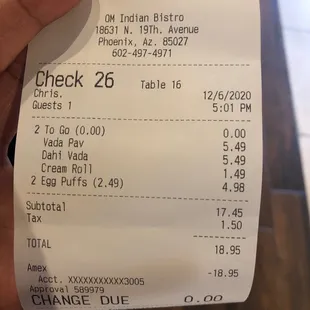 OM Indian Bistro
18631 N. 19Th. Avenue
Phoenix, Az. 85027
602-497-4971
Check 26 Table 16
Chris. 12/6/2020
Guests 1 5:01 PM
2 To Go (0.00) 0.00
Vada Pav 5.49
Dahi Vada 5.49
Cream Roll 1.49
2 Egg Puffs (2.49) 4.98
Subtotal 17.45
Tax 1.50
TOTAL 18.95
Amex -18.95
Acct. XXXXXXXXXXX3005
Approval 589979
CHANGE DUE 0.00